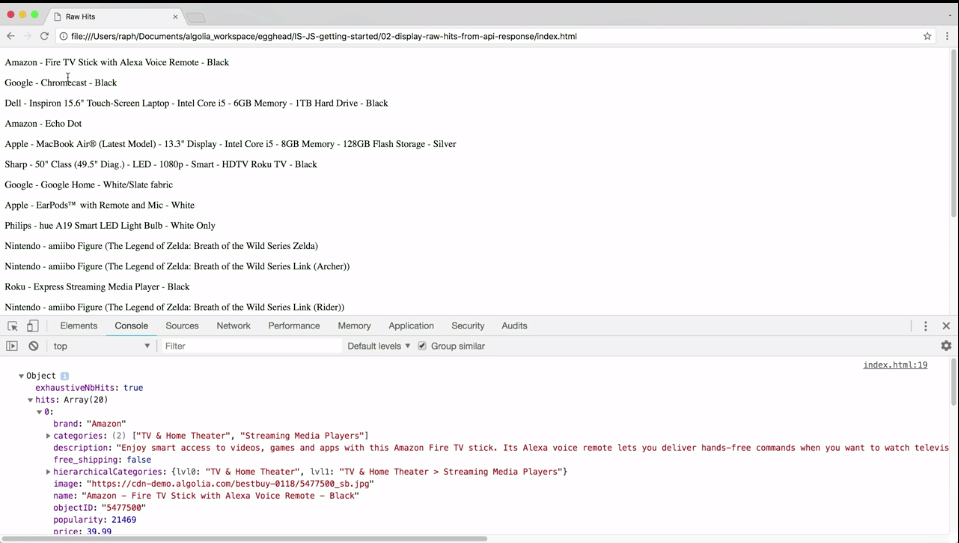 Raw Hits
file:///Users/raph/Documents/algolia_workspace/egghead/IS-JS-getting-started/02-display-raw-hits-from-api-response/index.html
Amazon - Fire TV Stick with Alexa Voice Remote - Black
Google - Chromecast - Black
Dell - Inspiron 15.6" Touch-Screen Laptop - Intel Core i5 - 6GB Memory - 1TB Hard Drive - Black
Amazon - Echo Dot
Apple - MacBook Air® (Latest Model) - 13.3" Display - Intel Core i5 - 8GB Memory - 128GB Flash Storage - Silver
Sharp - 50" Class (49.5" Diag.) - LED - 1080p - Smart - HDTV Roku TV - Black
Google - Google Home - White/Slate fabric
Apple - EarPods™ with Remote and Mic - White
Philips - hue A19 Smart LED Light Bulb - White Only
Nintendo - amiibo Figure (The Legend of Zelda: Breath of the Wild Series Zelda)
Nintendo - amiibo Figure (The Legend of Zelda: Breath of the Wild Series Link (Archer))
Roku - Express Streaming Media Player - Black
Nintendo - amiibo Figure (The Legend of Zelda: Breath of the Wild Series Link (Rider))
Elements Console Sources Network Performance Memory Application Security Audits
top Filter Default levels Group similar
index.html:19
Object
exhaustiveNbHits: true
hits: Array(20)
0:
brand: "Amazon"
categories: (2) ["TV & Home Theater", "Streaming Media Players"]
description: "Enjoy smart access to videos, games and apps with this Amazon Fire TV stick. Its Alexa voice remote lets you deliver hands-free commands when you want to watch televis
free_shipping: false
hierarchicalCategories: {lvl0: "TV & Home Theater", lvl1: "TV & Home Theater > Streaming Media Players"}
image: "https://cdn-demo.algolia.com/bestbuy-0118/5477500_sb.jpg"
name: "Amazon - Fire TV Stick with Alexa Voice Remote - Black"
objectID: "5477500"
popularity: 21469
price: 39.99